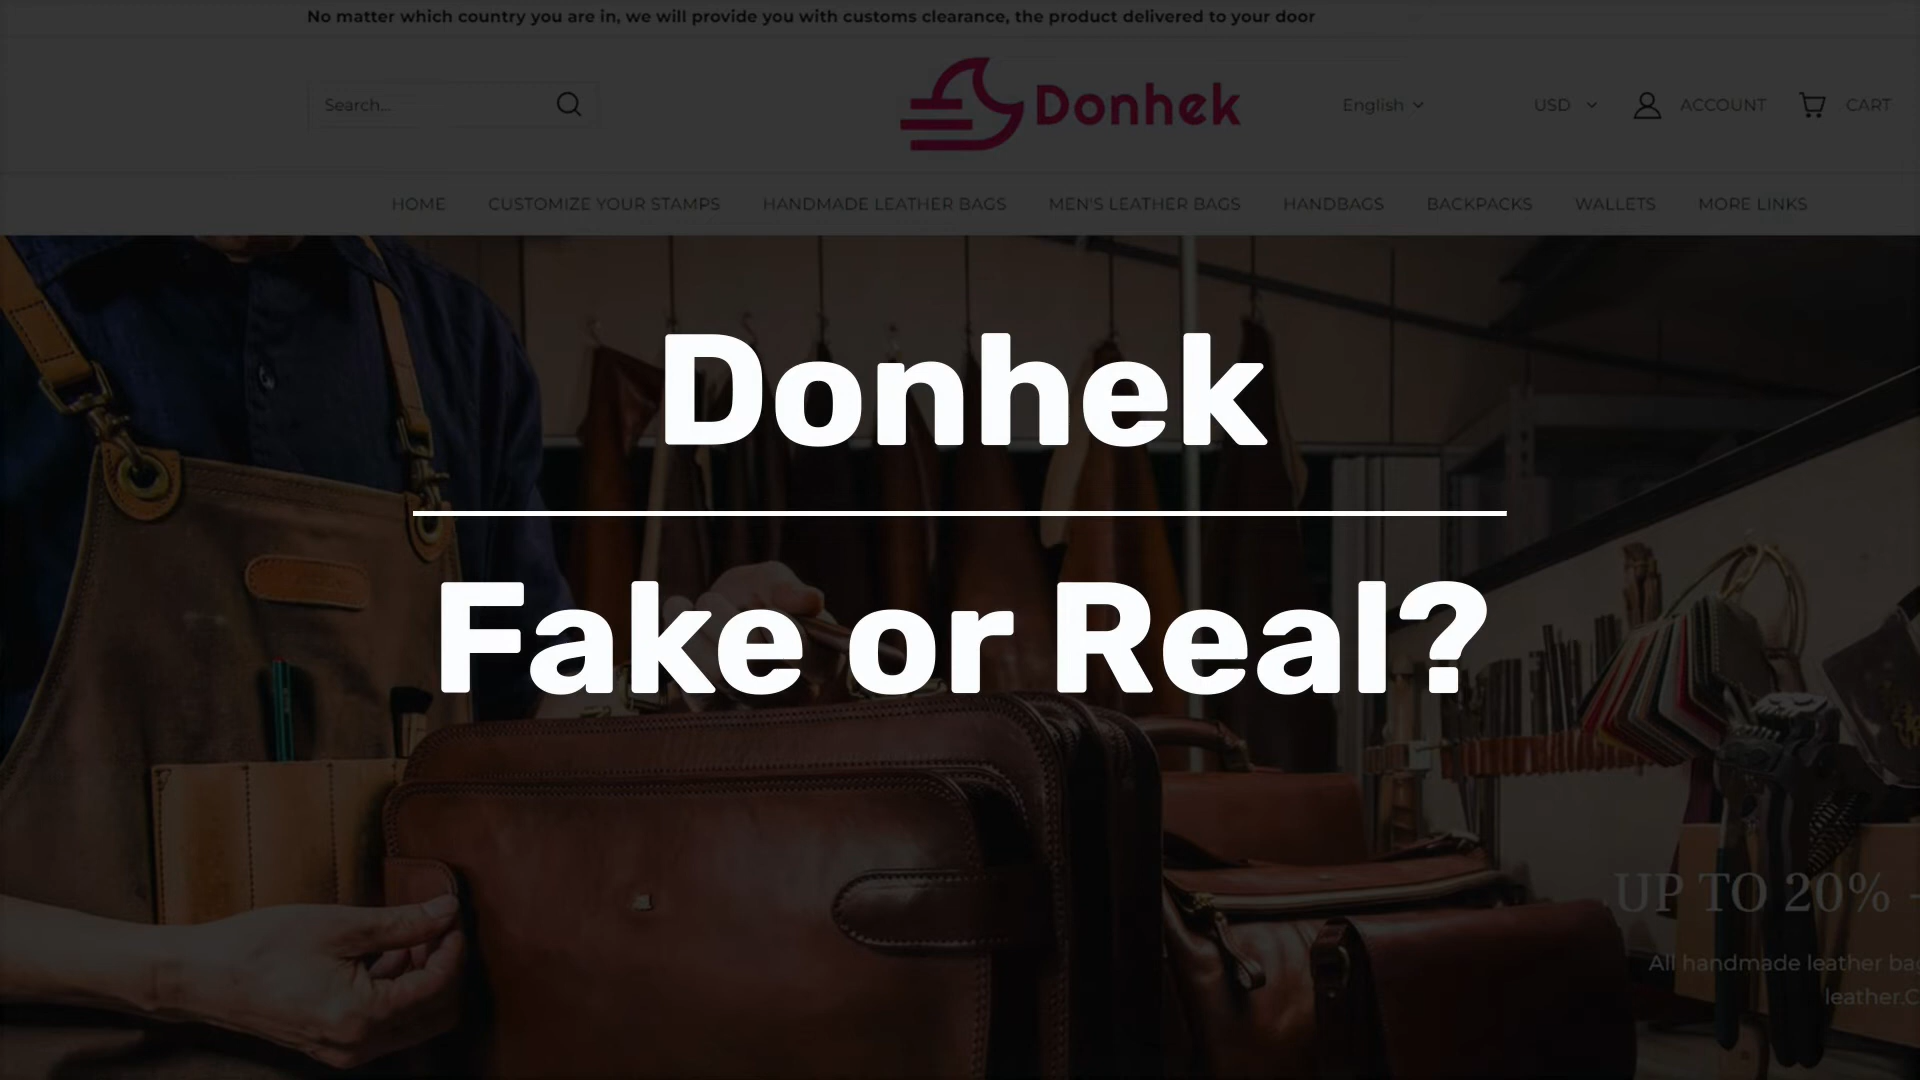 No matter which country you are in, we will provide you with customs clearance, the product delivered to your door
Search...
Donhek
English
USD
ACCOUNT
CART
HOME
CUSTOMIZE YOUR STAMPS
HANDMADE LEATHER BAGS
MEN'S LEATHER BAGS
HANDBAGS
BACKPACKS
WALLETS
MORE LINKS
Donhek
Fake or Real?
UP TO 20% -
All handmade leather
leather.